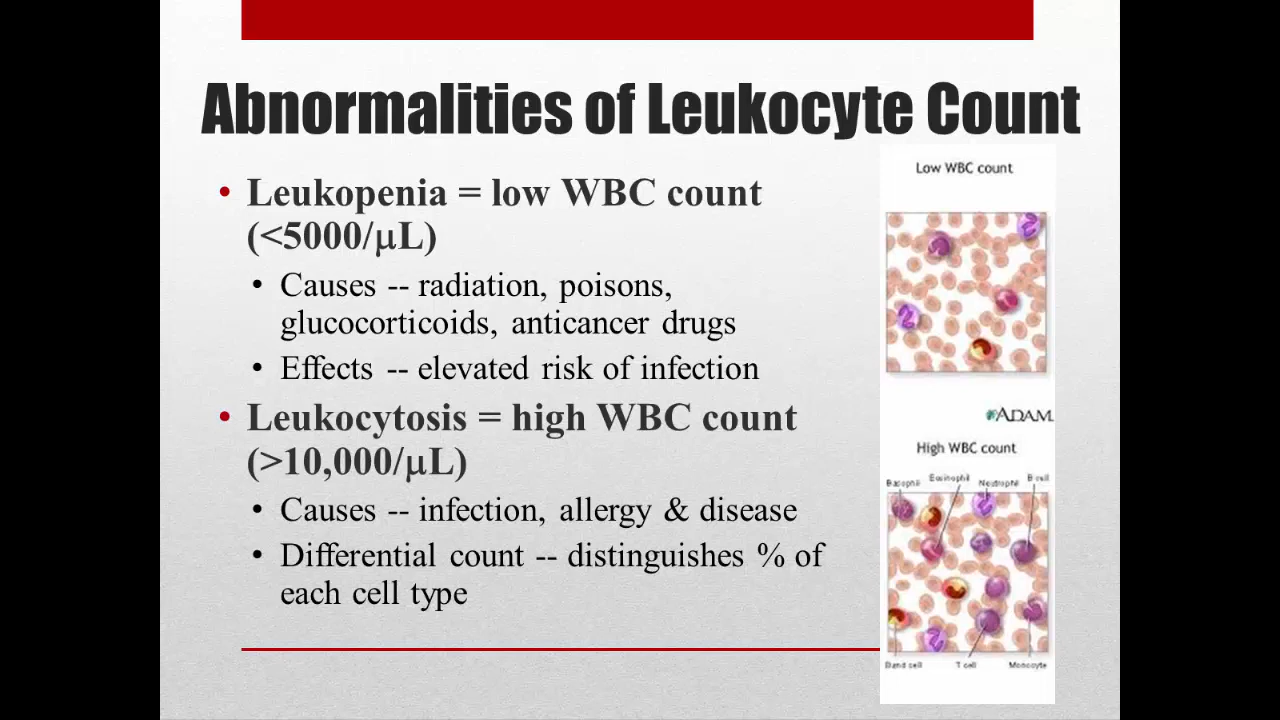 Abnormalities of Leukocyte Count
• Leukopenia = low WBC count
(<5000/μL)
• Causes -- radiation, poisons,
glucocorticoids, anticancer drugs
• Effects -- elevated risk of infection
• Leukocytosis = high WBC count
(>10,000/μL)
• Causes -- infection, allergy & disease
• Differential count -- distinguishes % of
each cell type
Low WBC count
ADAM
High WBC count
Basophil Eosinophil Neutrophil B cell
Band cell T cell Monocyte